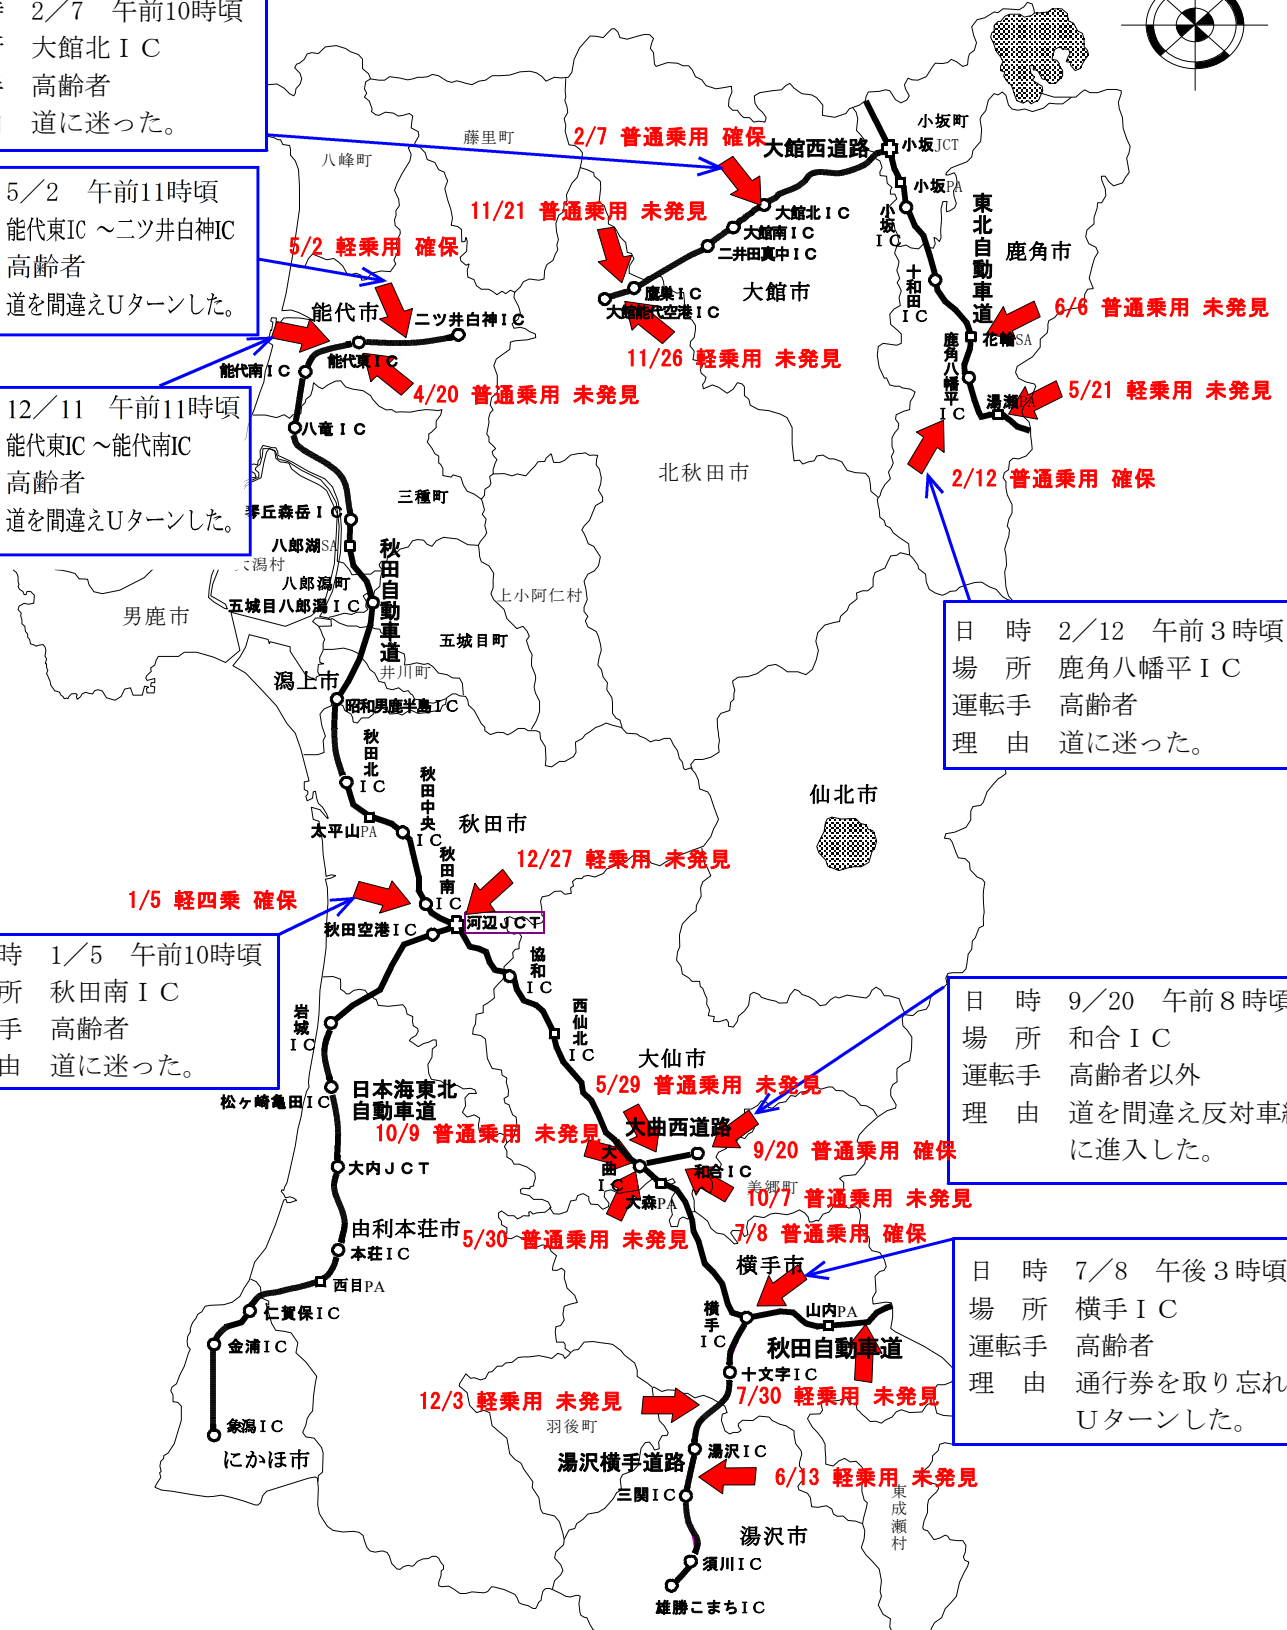 2/7　午前10時頃
大館北ＩＣ
高齢者
道に迷った。
5／2　午前11時頃
能代東IC ～二ツ井白神IC
高齢者
道を間違えＵターンした。
12／11　午前11時頃
能代東IC ～能代南IC
高齢者
道を間違えＵターンした。
時　1／5　午前10時頃
所　秋田南ＩＣ
手　高齢者
由　道に迷った。
日　時　2／12　午前３時頃
場　所　鹿角八幡平ＩＣ
運転手　高齢者
理　由　道に迷った。
日　時　9／20　午前８時頃
場　所　和合ＩＣ
運転手　高齢者以外
理　由　道を間違え反対車線
に進入した。
日　時　7／8　午後３時頃
場　所　横手ＩＣ
運転手　高齢者
理　由　通行券を取り忘れ
Ｕターンした。
2/7 普通乗用 確保
11/21 普通乗用 未発見
5/2 軽乗用 確保
11/26 軽乗用 未発見
4/20 普通乗用 未発見
6/6 普通乗用 未発見
5/21 軽乗用 未発見
2/12 普通乗用 確保
12/27 軽乗用 未発見
1/5 軽四乗 確保
5/29 普通乗用 未発見
10/9 普通乗用 未発見
9/20 普通乗用 確保
10/7 普通乗用 未発見
5/30 普通乗用 未発見
7/8 普通乗用 確保
7/30 軽乗用 未発見
12/3 軽乗用 未発見
6/13 軽乗用 未発見
藤里町
八峰町
小坂町
大館西道路
小坂JCT
小坂PA
小坂ＩＣ
東北自動車道
鹿角市
十和田ＩＣ
花輪SA
鹿角八幡平ＩＣ
湯瀬PA
大館北ＩＣ
大館南ＩＣ
二井田真中ＩＣ
大館市
鷹巣ＩＣ
大館能代空港ＩＣ
能代市
二ツ井白神ＩＣ
能代東ＩＣ
能代南ＩＣ
八竜ＩＣ
北秋田市
三種町
琴丘森岳ＩＣ
八郎湖SA
大潟村
八郎潟町
秋田自動車道
五城目八郎潟ＩＣ
上小阿仁村
男鹿市
五城目町
井川町
潟上市
昭和男鹿半島ＩＣ
秋田北ＩＣ
太平山PA
秋田中央ＩＣ
秋田市
仙北市
秋田南ＩＣ
河辺ＪＣＴ
秋田空港ＩＣ
協和ＩＣ
岩城ＩＣ
西仙北ＩＣ
大仙市
日本海東北
自動車道
松ヶ崎亀田ＩＣ
大曲西道路
大曲ＩＣ
和合ＩＣ
大内ＪＣＴ
大森PA
美郷町
由利本荘市
本荘ＩＣ
西目PA
横手市
横手ＩＣ
山内PA
秋田自動車道
仁賀保ＩＣ
金浦ＩＣ
十文字ＩＣ
象潟ＩＣ
にかほ市
羽後町
湯沢横手道路
湯沢ＩＣ
三関ＩＣ
東成瀬村
湯沢市
須川ＩＣ
雄勝こまちＩＣ